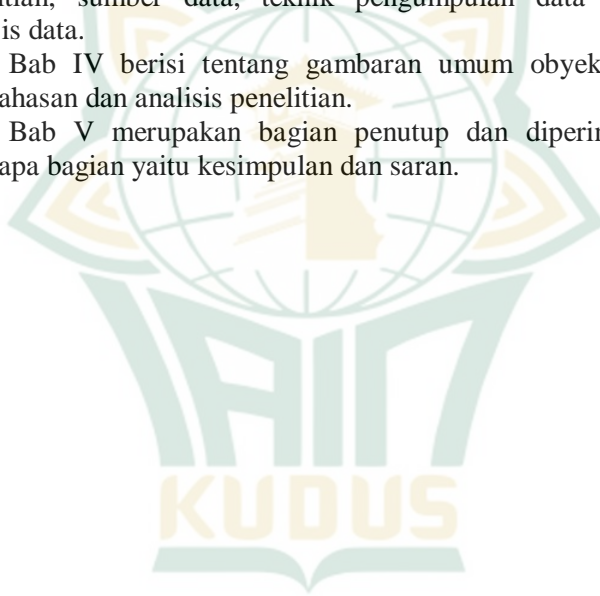 sumber data, teknik pengumpulan data
is data.
Bab IV berisi tentang gambaran umum obyek
ahasan dan analisis penelitian.
Bab V merupakan bagian penutup dan diperin
apa bagian yaitu kesimpulan dan saran.
IAIN
KUDUS